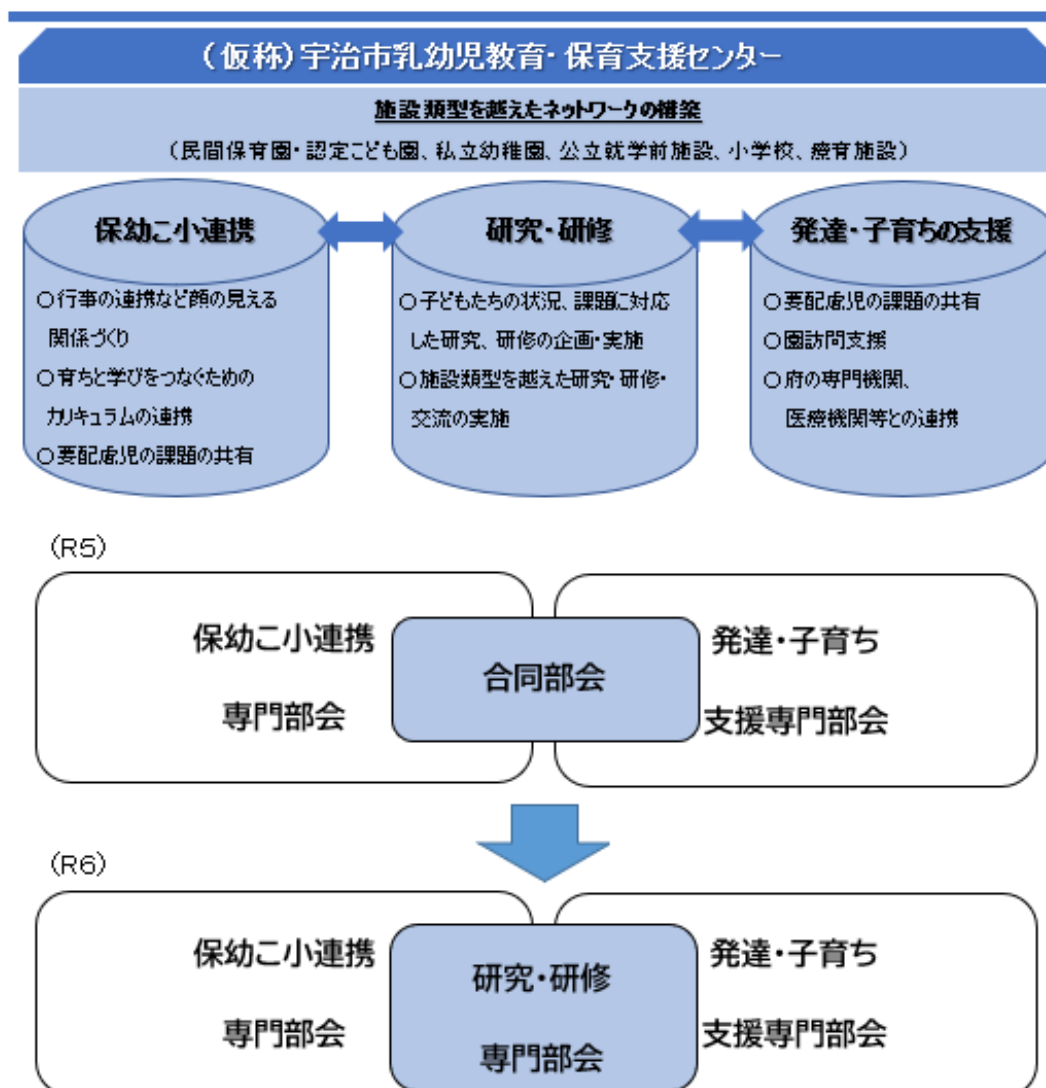 (仮称)宇治市乳幼児教育・保育支援センター
施設類型を越えたネットワークの構築
(民間保育園・認定こども園、私立幼稚園、公立就学前施設、小学校、療育施設)
保幼こ小連携
○行事の連携など顔の見える
関係づくり
○育ちと学びをつなぐための
カリキュラムの連携
○要配慮児の課題の共有
研究・研修
○子どもたちの状況、課題に対応
した研究、研修の企画・実施
○施設類型を越えた研究・研修・
交流の実施
発達・子育ちの支援
○要配慮児の課題の共有
○園訪問支援
○府の専門機関、
医療機関等との連携
(R5)
保幼こ小連携
専門部会
合同部会
発達・子育ち
支援専門部会
(R6)
保幼こ小連携
専門部会
研究・研修
専門部会
発達・子育ち
支援専門部会